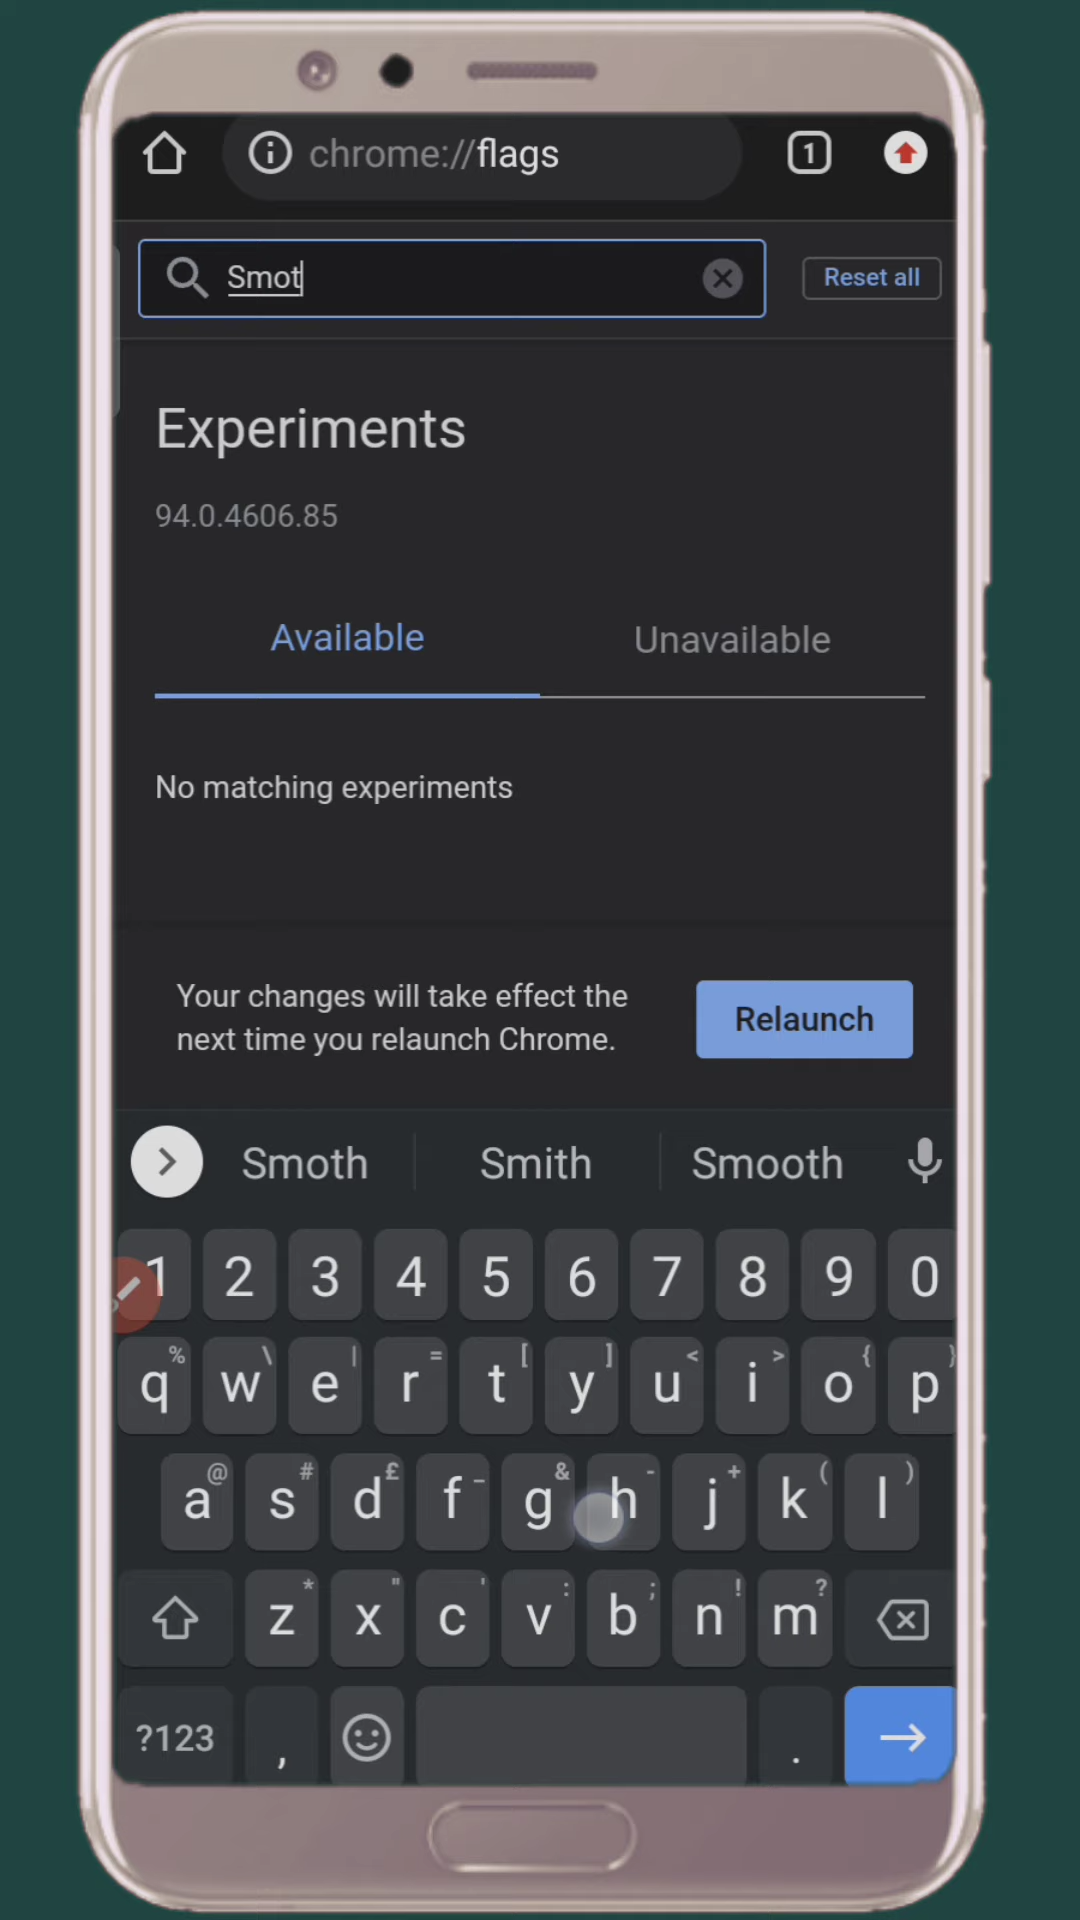 chrome://flags
1
Smot
Reset all
Experiments
94.0.4606.85
Available
Unavailable
No matching experiments
Your changes will take effect the
next time you relaunch Chrome.
Relaunch
Smoth
Smith
Smooth
1 2 3 4 5 6 7 8 9 0
% \ | = [ ] < > { }
q w e r t y u i o p
@ # £ _ & - + ( )
a s d f g h j k l
* " ' : ; ! ?
z x c v b n m
?123 , .